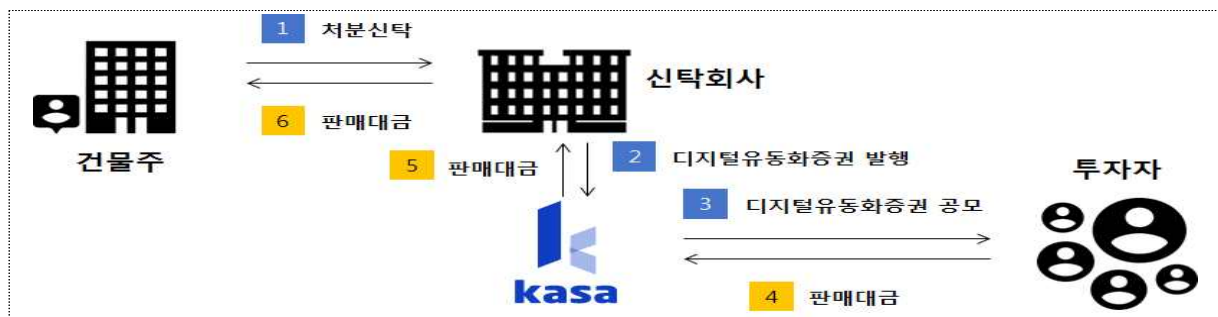 1 처분신탁
신탁회사
6 판매대금
건물주
5 판매대금
2 디지털유동화증권 발행
투자자
3 디지털유동화증권 공모
kasa
4 판매대금